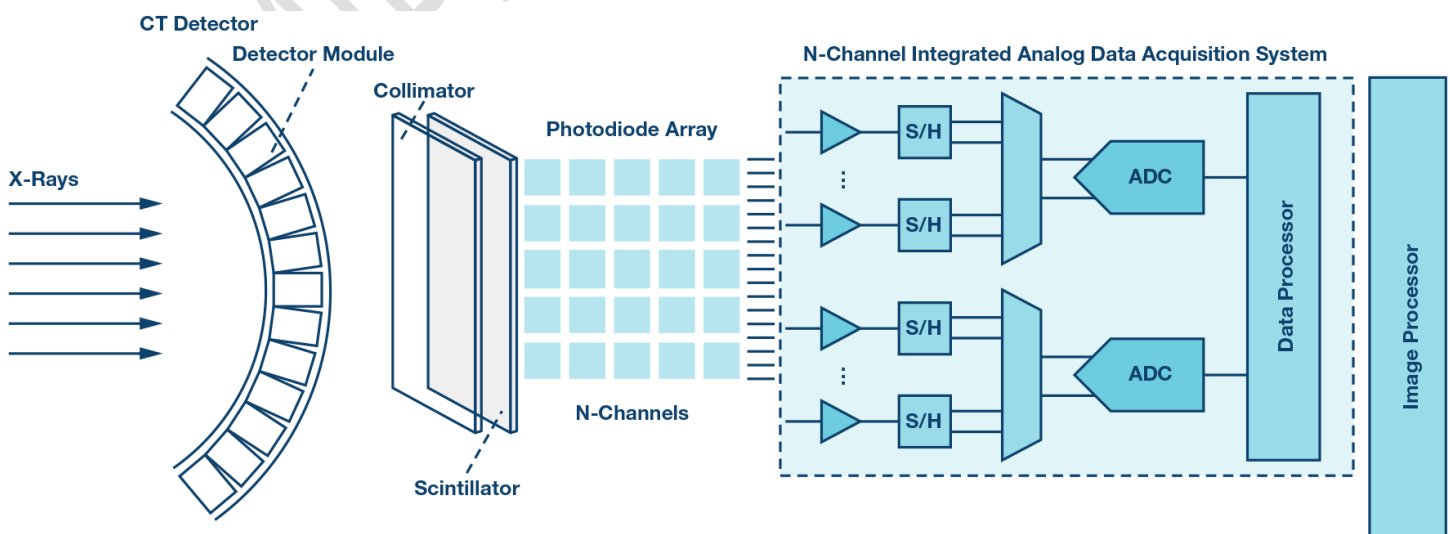 CT Detector
Detector Module
X-Rays
Collimator
Scintillator
Photodiode Array
N-Channels
N-Channel Integrated Analog Data Acquisition System
S/H
...
S/H
ADC
S/H
...
S/H
ADC
Data Processor
Image Processor